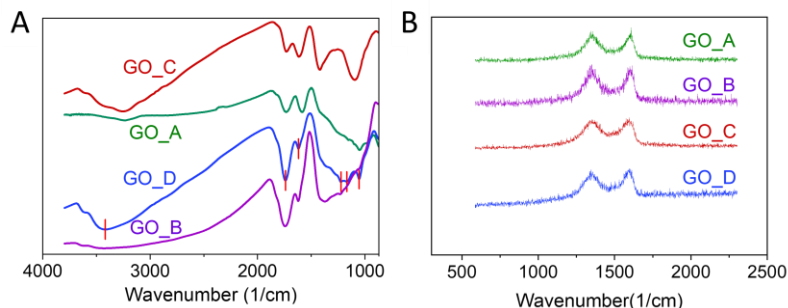 A
GO_C
GO_A
GO_D
GO_B
4000 3000 2000 1000
Wavenumber (1/cm)
B
GO_A
GO_B
GO_C
GO_D
500 1000 1500 2000 2500
Wavenumber(1/cm)